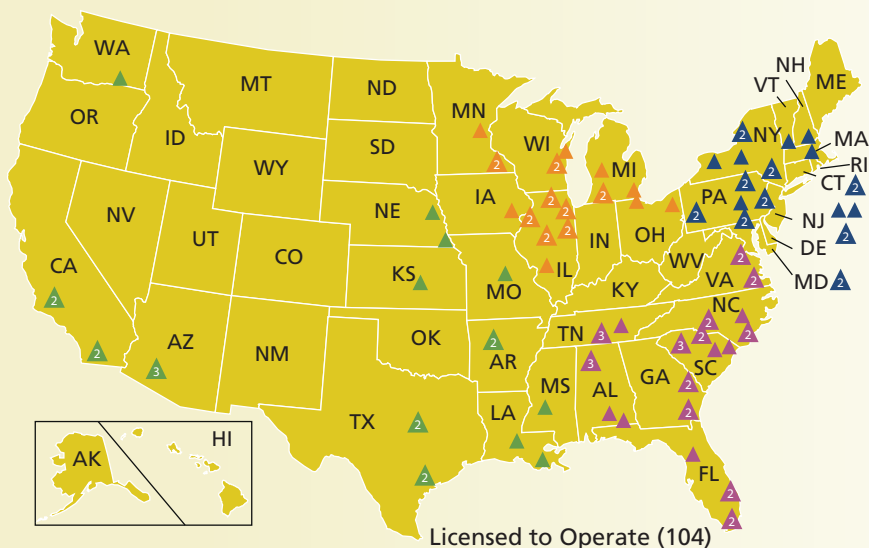 WA
MT
ND
MN
OR
ID
WY
SD
WI
MI
NH
VT
ME
2
NY
MA
RI
CT
2
2
2
2
2
2
NV
UT
CO
NE
IA
IL
IN
OH
PA
2
2
2
2
2
2
2
2
2
NJ
2
DE
MD
2
CA
2
2
AZ
3
NM
KS
MO
KY
WV
VA
2
2
OK
AR
2
TN
3
NC
2
2
2
3
SC
TX
2
2
LA
MS
AL
3
GA
2
2
FL
2
2
AK
HI
Licensed to Operate (104)